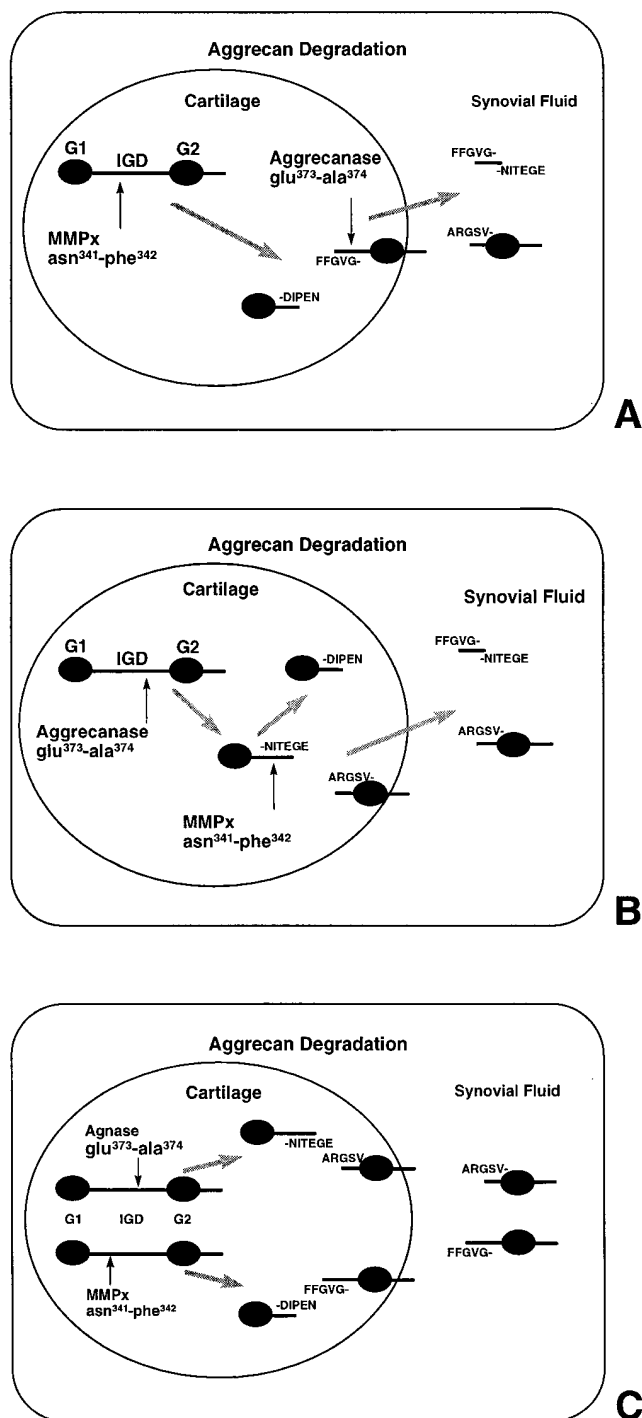 Aggrecan Degradation
Cartilage
Synovial Fluid
G1
IGD
G2
Aggrecanase
glu373-ala374
FFGVG-
-NITEGE
MMPx
asn341-phe342
FFGVG-
ARGSV-
-DIPEN
A
Aggrecan Degradation
Cartilage
Synovial Fluid
G1
IGD
G2
-DIPEN
FFGVG-
-NITEGE
Aggrecanase
glu373-ala374
-NITEGE
ARGSV-
ARGSV-
MMPx
asn341-phe342
B
Aggrecan Degradation
Cartilage
Synovial Fluid
Agnase
glu373-ala374
-NITEGE
ARGSV
ARGSV-
G1
IGD
G2
FFGVG-
FFGVG-
MMPx
asn341-phe342
-DIPEN
C